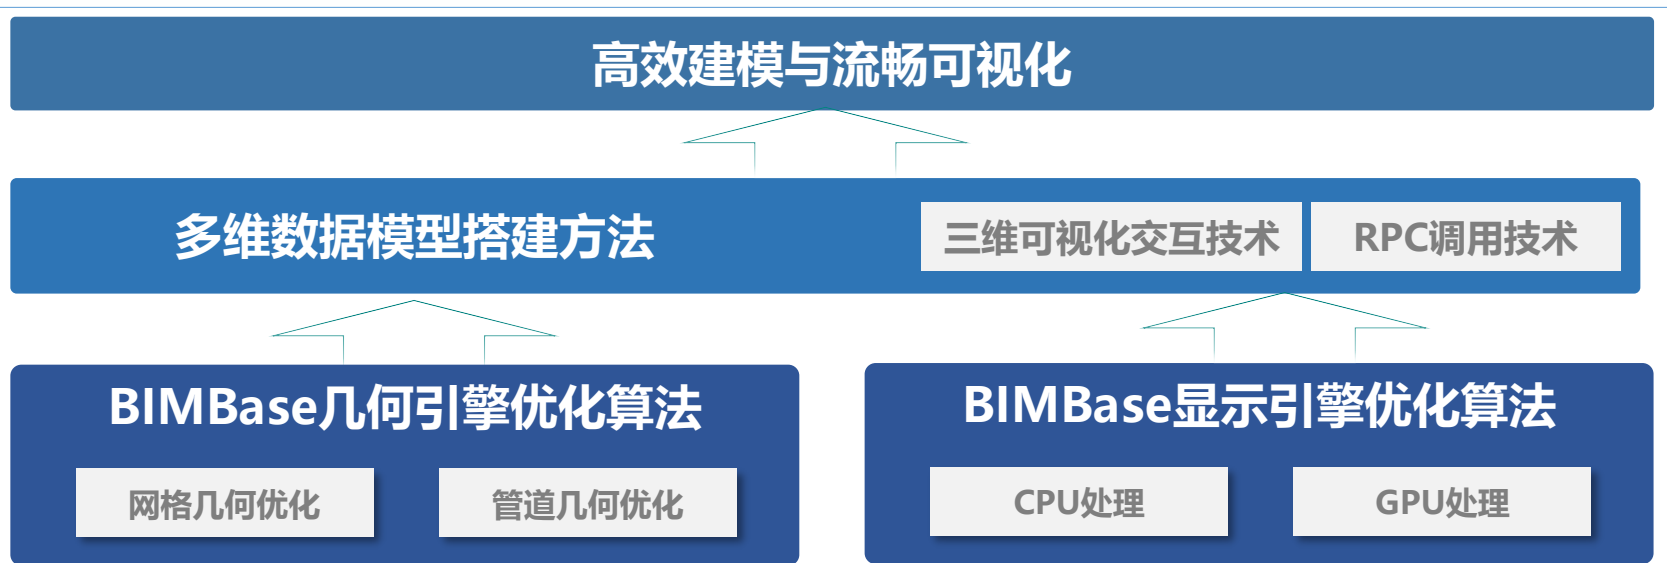 高效建模与流畅可视化
多维数据模型搭建方法
三维可视化交互技术
RPC调用技术
BIMBase几何引擎优化算法
网格几何优化
管道几何优化
BIMBase显示引擎优化算法
CPU处理
GPU处理